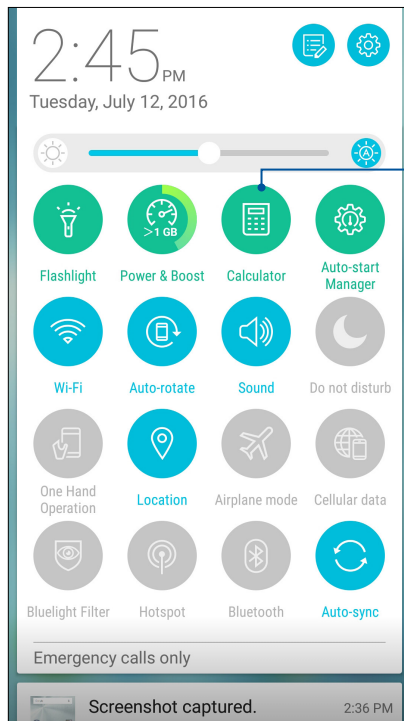 2:45 PM
Tuesday, July 12, 2016
A
>1 GB
Flashlight
Power & Boost
Calculator
Auto-start
Manager
Wi-Fi
Auto-rotate
Sound
Do not disturb
One Hand
Operation
Location
Airplane mode
Cellular data
Bluelight Filter
Hotspot
Bluetooth
Auto-sync
Emergency calls only
Screenshot captured.
2:36 PM